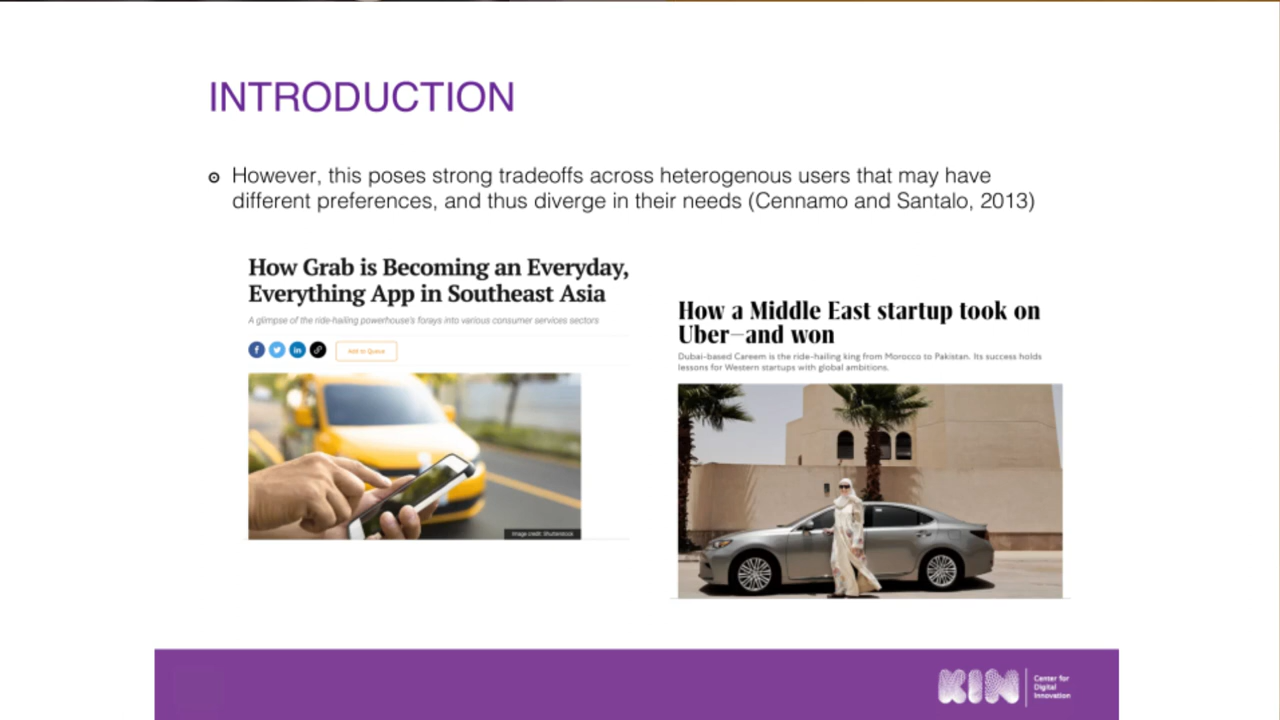 INTRODUCTION
However, this poses strong tradeoffs across heterogenous users that may have
different preferences, and thus diverge in their needs (Cennamo and Santalo, 2013)
How Grab is Becoming an Everyday,
Everything App in Southeast Asia
A glimpse of the ride-hailing powerhouse's forays into various consumer services sectors
Add to Queue
Image credit: Shutterstock
How a Middle East startup took on
Uber—and won
Dubai-based Careem is the ride-hailing king from Morocco to Pakistan. Its success holds
lessons for Western startups with global ambitions.
KIN
Center for
Digital
Innovation